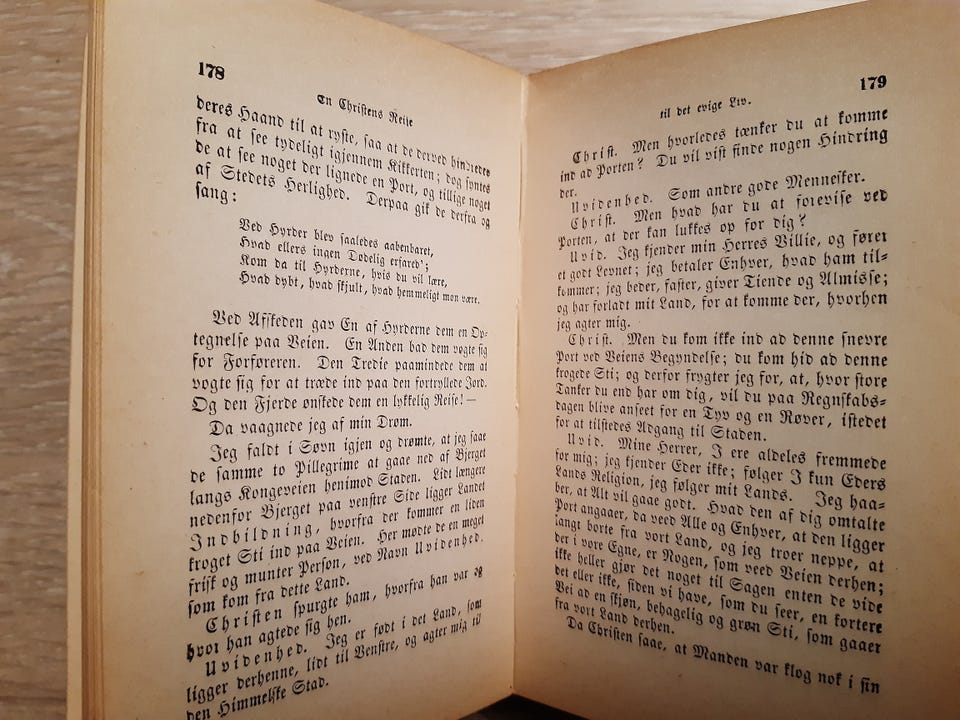 178
En Christens Reise
deres Haand til at ryste, saa at de derved hindredes
fra at see tydeligt igjennem Kikkerten; dog syntes
de at see noget der lignede en Port, og tillige noget
af Stedets Herlighed. Derpaa gik de derfra og
sang:
Ved Hyrder blev saaledes aabenbaret,
Hvad ellers ingen Dødelig erfared';
Kom da til Hyrderne, hvis du vil lære,
Hvad dybt, hvad skjult, hvad hemmeligt mon være.
Ved Afskeden gav En af Hyrderne dem en Op-
tegnelse paa Veien. En Anden bad dem vogte sig
for Forføreren. Den Tredie paamindede dem at
vogte sig for at træde ind paa den fortryllede Jord.
Og den Fjerde ønskede dem en lykkelig Reise! —
Da vaagnede jeg af min Drøm.
Jeg faldt i Søvn igjen og drømte, at jeg saae
de samme to Pillegrime at gaae ned af Bjerget
langs Kongeveien henimod Staden. Lidt længere
nedenfor Bjerget paa venstre Side ligger Landet
Indbildning, hvorfra der kommer en liden
kroget Sti ind paa Veien. Her mødte de en meget
frisk og munter Person, ved Navn Uvidenhed,
som kom fra dette Land.
Christen spurgte ham, hvorfra han var og
hvor han agtede sig hen.
Uvidenhed. Jeg er født i det Land, som
ligger derhenne, lidt til Venstre, og agter mig til
den Himmelske Stad.
179
til det evige Liv.
Christ. Men hvorledes tænker du at komme
ind ad Porten? Du vil vist finde nogen Hindring
der.
Uvidenhed. Som andre gode Mennesker.
Christ. Men hvad har du at forevise ved
Porten, at der kan lukkes op for dig?
Uvid. Jeg kjender min Herres Villie, og fører
et godt Levnet; jeg betaler Enhver, hvad ham til-
kommer; jeg beder, faster, giver Tiende og Almisse;
og har forladt mit Land, for at komme der, hvorhen
jeg agter mig.
Christ. Men du kom ikke ind ad denne snevre
Port ved Veiens Begyndelse; du kom hid ad denne
krogede Sti; og derfor frygter jeg for, at, hvor store
Tanker du end har om dig, vil du paa Regnskabs-
dagen blive anseet for en Tyv og en Røver, istedet
for at tilstedes Adgang til Staden.
Uvid. Mine Herrer, I ere aldeles fremmede
for mig; jeg kjender Eder ikke; følger I kun Eders
Lands Religion, jeg følger mit Lands. Jeg haa-
ber, at Alt vil gaae godt. Hvad den af dig omtalte
Port angaaer, da veed Alle og Enhver, at den ligger
langt borte fra vort Land, og jeg troer neppe, at
der i vore Egne, er Nogen, som veed Veien derhen;
ikke heller gjør det noget til Sagen enten de vide
det eller ikke, siden vi have, som du seer, en kortere
Vei ad en skjøn, behagelig og grøn Sti, som gaaer
fra vort Land derhen.
Da Christen saae, at Manden var klog nok i sin